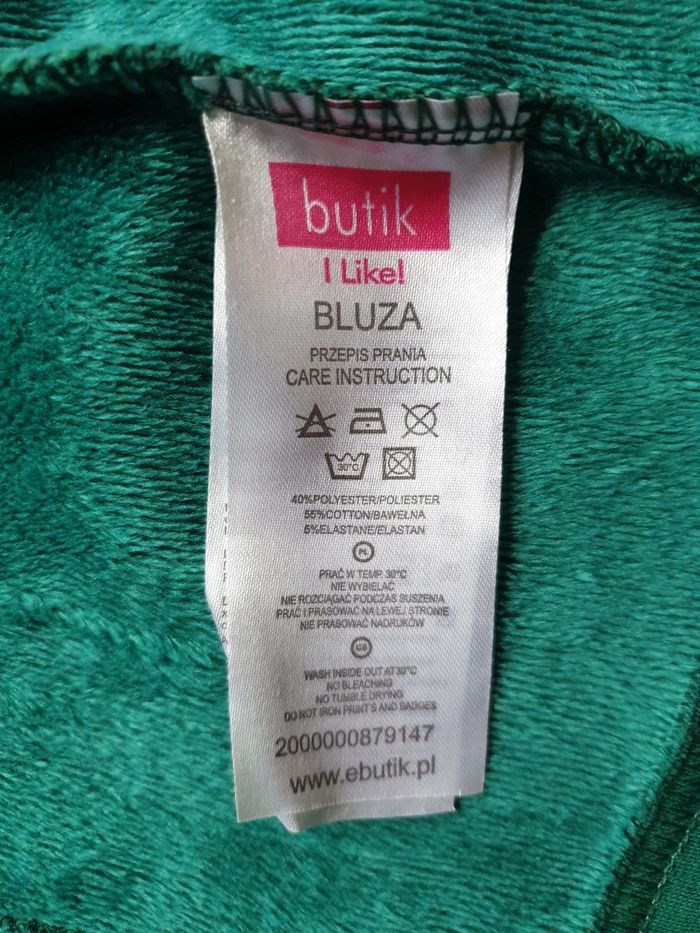 butik
I Like!
BLUZA
PRZEPIS PRANIA
CARE INSTRUCTION
30°C
40%POLYESTER/POLIESTER
55%COTTON/BAWEŁNA
5%ELASTANE/ELASTAN
PL
PRAĆ W TEMP. 30°C
NIE WYBIELAĆ
NIE ROZCIĄGAĆ PODCZAS SUSZENIA
PRAĆ I PRASOWAĆ NA LEWEJ STRONIE
NIE PRASOWAĆ NADRUKÓW
GB
WASH INSIDE OUT AT 30°C
NO BLEACHING
NO TUMBLE DRYING
DO NOT IRON PRINT'S AND BADGES
2000000879147
www.ebutik.pl